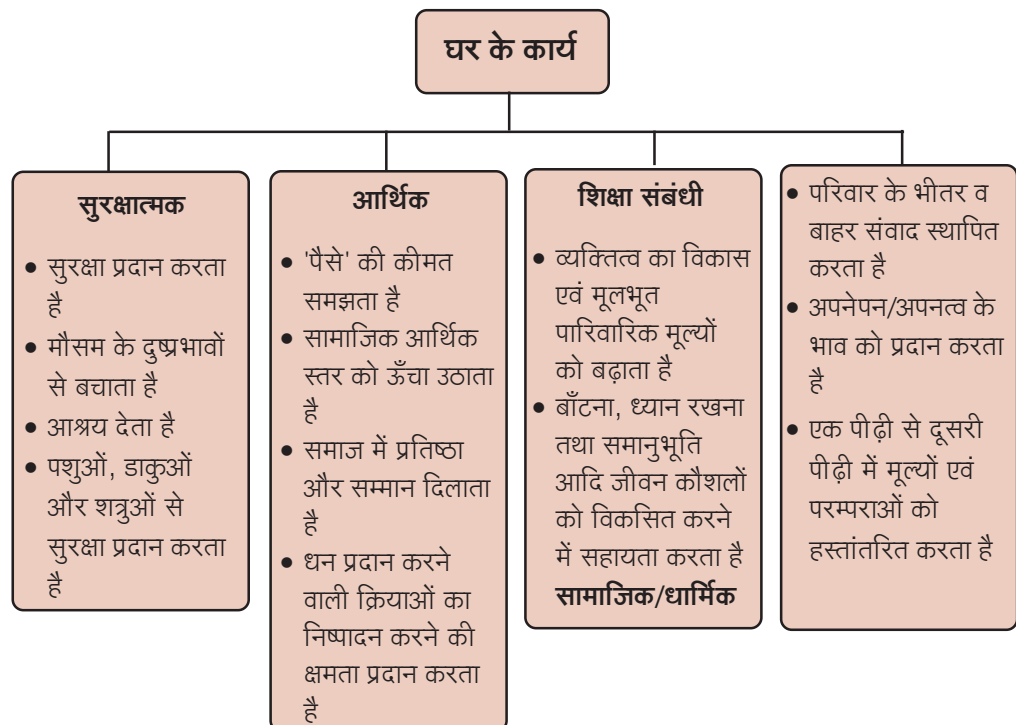 घर के कार्य
सुरक्षात्मक
• सुरक्षा प्रदान करता
है
• मौसम के दुष्प्रभावों
से बचाता है
• आश्रय देता है
• पशुओं, डाकुओं
और शत्रुओं से
सुरक्षा प्रदान करता
है
आर्थिक
• 'पैसे' की कीमत
समझता है
• सामाजिक आर्थिक
स्तर को ऊँचा उठाता
है
• समाज में प्रतिष्ठा
और सम्मान दिलाता
है
• धन प्रदान करने
वाली क्रियाओं का
निष्पादन करने की
क्षमता प्रदान करता
है
शिक्षा संबंधी
• व्यक्तित्व का विकास
एवं मूलभूत
पारिवारिक मूल्यों
को बढ़ाता है
• बाँटना, ध्यान रखना
तथा समानुभूति
आदि जीवन कौशलों
को विकसित करने
में सहायता करता है
सामाजिक/धार्मिक
• परिवार के भीतर व
बाहर संवाद स्थापित
करता है
• अपनेपन/अपनत्व के
भाव को प्रदान करता
है
• एक पीढ़ी से दूसरी
पीढ़ी में मूल्यों एवं
परम्पराओं को
हस्तांतरित करता है